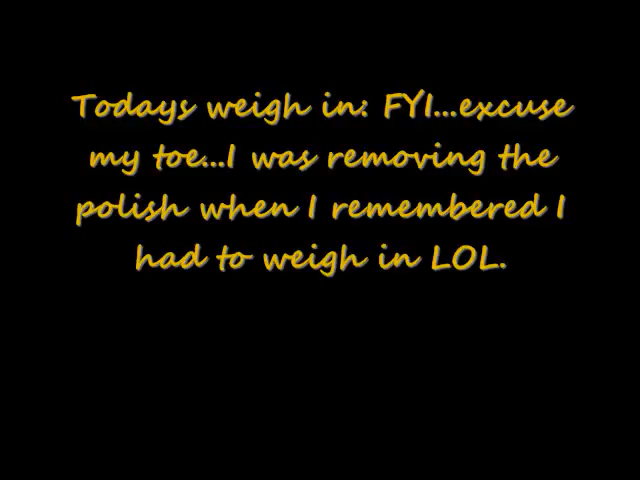 Todays weigh in: FYI...excuse
my toe...I was removing the
polish when I remembered I
had to weigh in LOL.